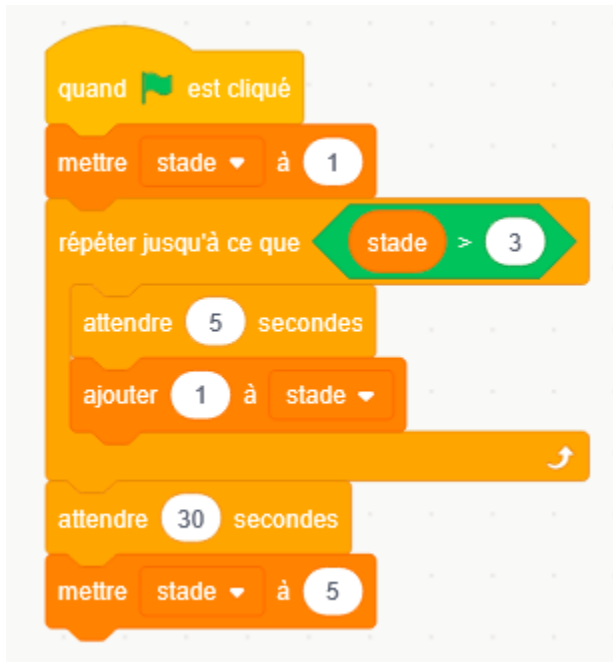 quand est cliqué
mettre stade à 1
répéter jusqu'à ce que stade > 3
attendre 5 secondes
ajouter 1 à stade
attendre 30 secondes
mettre stade à 5